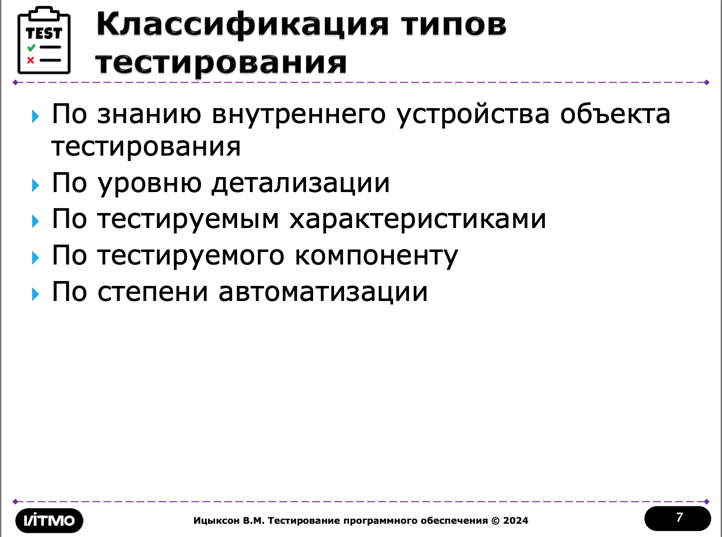 TEST
Классификация типов
тестирования
По знанию внутреннего устройства объекта
тестирования
По уровню детализации
По тестируемым характеристиками
По тестируемого компоненту
По степени автоматизации
ИТМО
Ицыксон В.М. Тестирование программного обеспечения © 2024
7